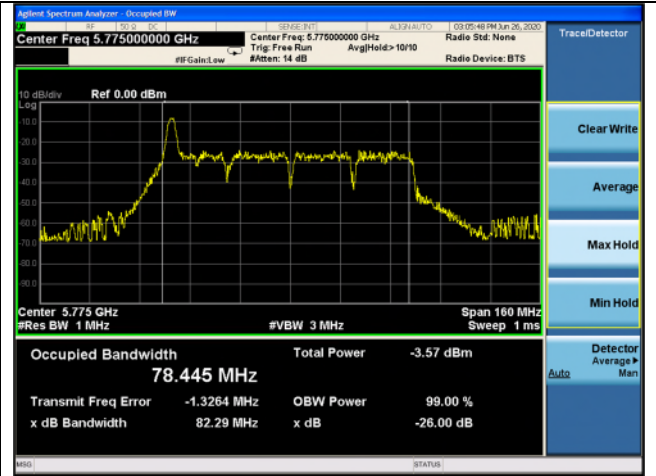 Agilent Spectrum Analyzer - Occupied BW
RF 50 Ω DC SENSE:INT ALIGN AUTO 03:05:48 PM Jun 26, 2020
Center Freq 5.775000000 GHz
Center Freq: 5.775000000 GHz
Radio Std: None
Trig: Free Run Avg|Hold:> 10/10
#IFGain:Low #Atten: 14 dB Radio Device: BTS
Trace/Detector
10 dB/div Ref 0.00 dBm
Log
-10.0
-20.0
-30.0
-40.0
-50.0
-60.0
-70.0
-80.0
-90.0
Center 5.775 GHz Span 160 MHz
#Res BW 1 MHz #VBW 3 MHz Sweep 1 ms
Occupied Bandwidth Total Power -3.57 dBm
78.445 MHz
Transmit Freq Error -1.3264 MHz OBW Power 99.00 %
x dB Bandwidth 82.29 MHz x dB -26.00 dB
Clear Write
Average
Max Hold
Min Hold
Detector
Average▶
Auto Man
MSG STATUS